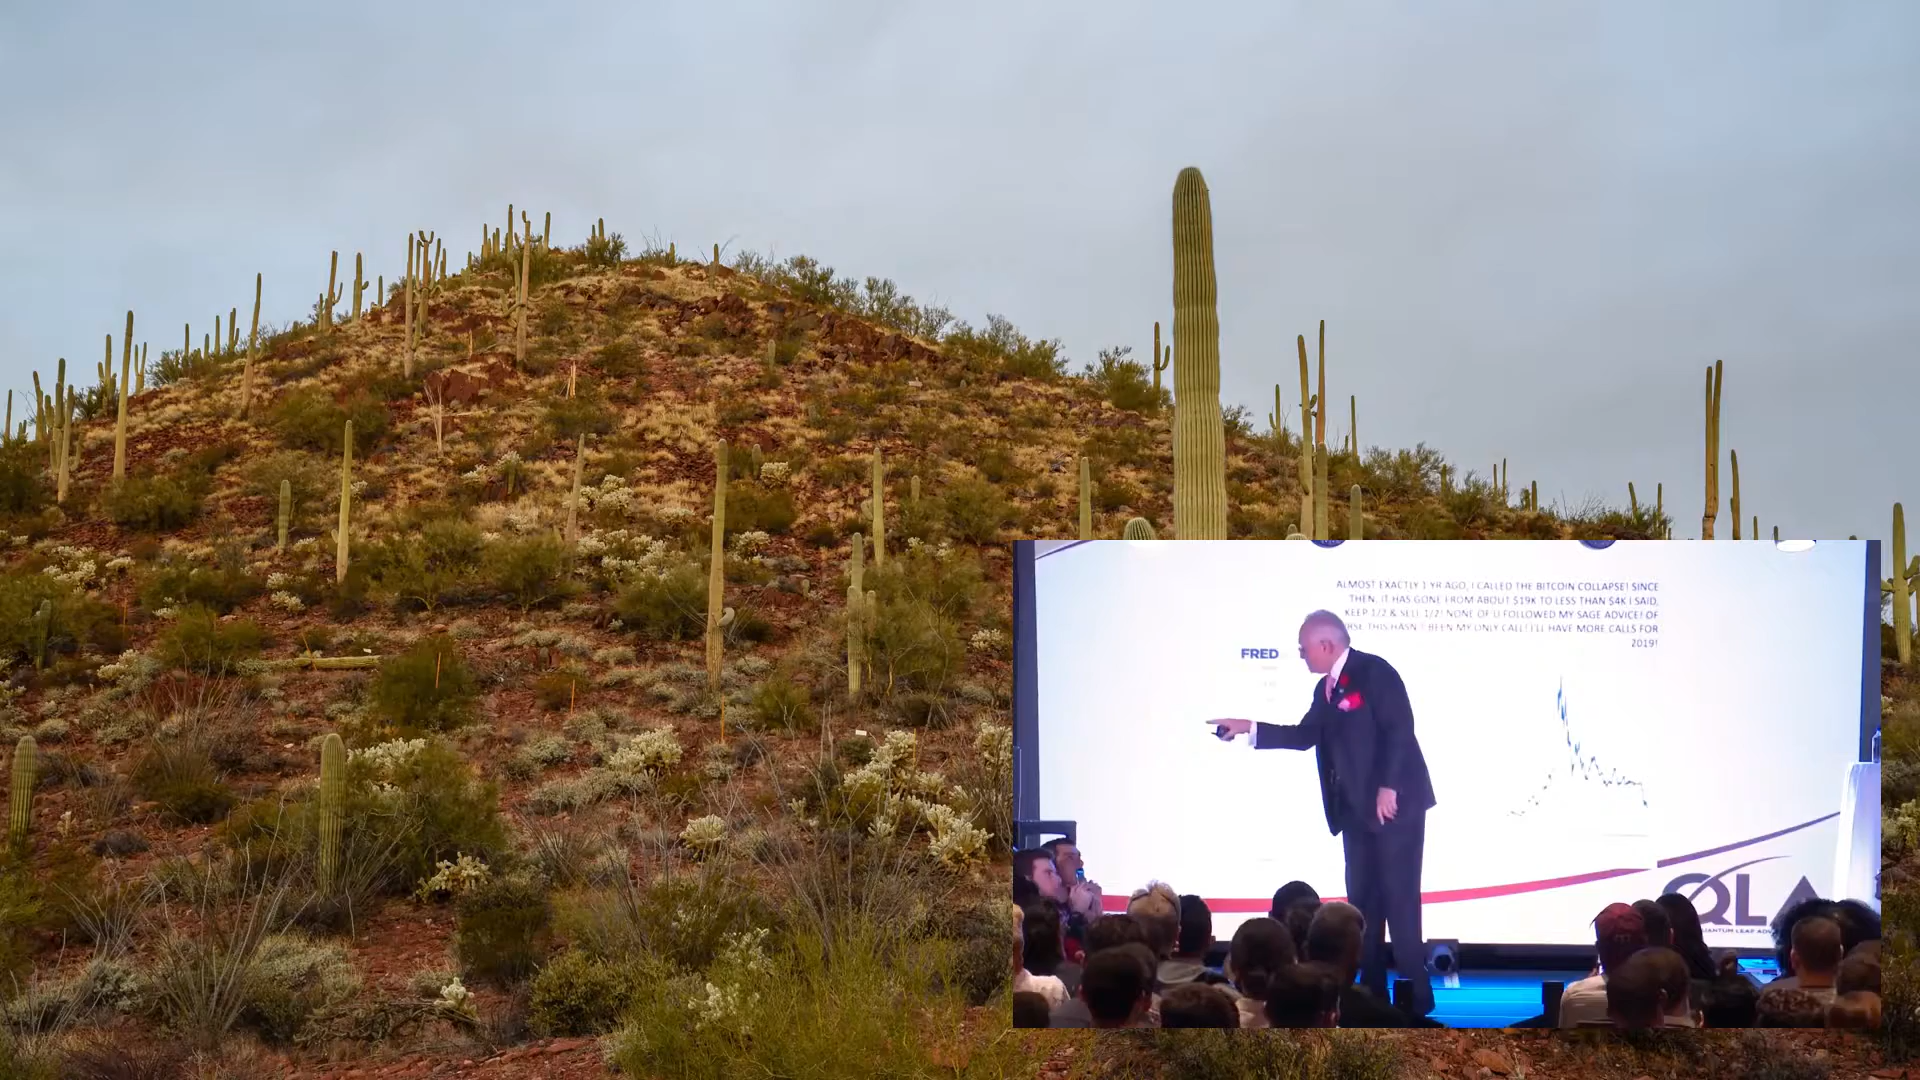 ALMOST EXACTLY 1 YR AGO, I CALLED THE BITCOIN COLLAPSE! SINCE
THEN, IT HAS GONE FROM ABOUT $19K TO LESS THAN $4K I SAID,
KEEP 1/2 & SELL 1/2! NONE OF U FOLLOWED MY SAGE ADVICE! OF
THIS HASN'T BEEN MY ONLY CALL! I'LL HAVE MORE CALLS FOR
2019!
FRED
QLA